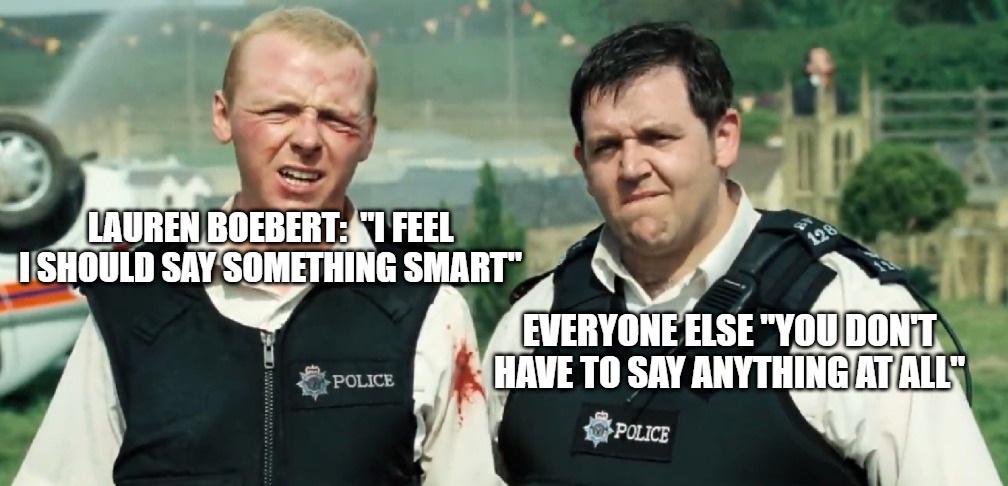 LAUREN BOEBERT: "I FEEL
I SHOULD SAY SOMETHING SMART"
EVERYONE ELSE "YOU DON'T
HAVE TO SAY ANYTHING AT ALL"
POLICE
POLICE
128